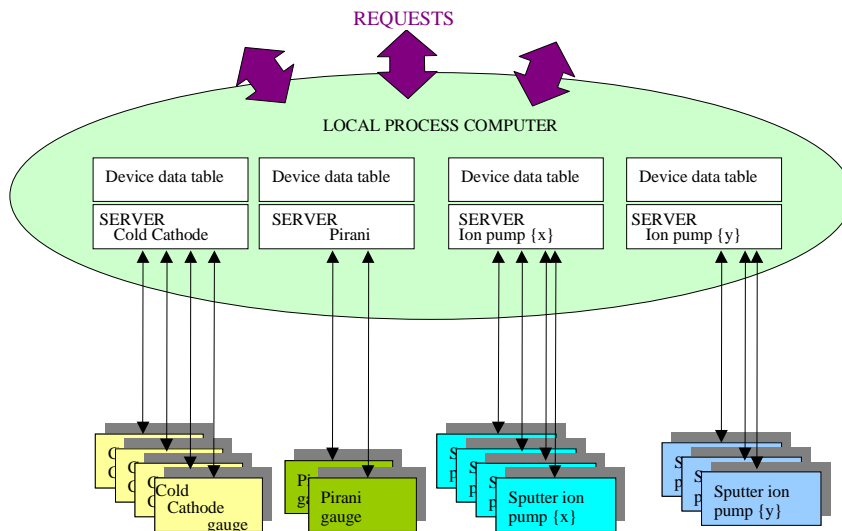 REQUESTS
LOCAL PROCESS COMPUTER
Device data table
Device data table
Device data table
Device data table
SERVER
Cold Cathode
SERVER
Pirani
SERVER
Ion pump {x}
SERVER
Ion pump {y}
Cold
Cathode
gauge
Pirani
gauge
Sputter ion
pump {x}
Sputter ion
pump {y}